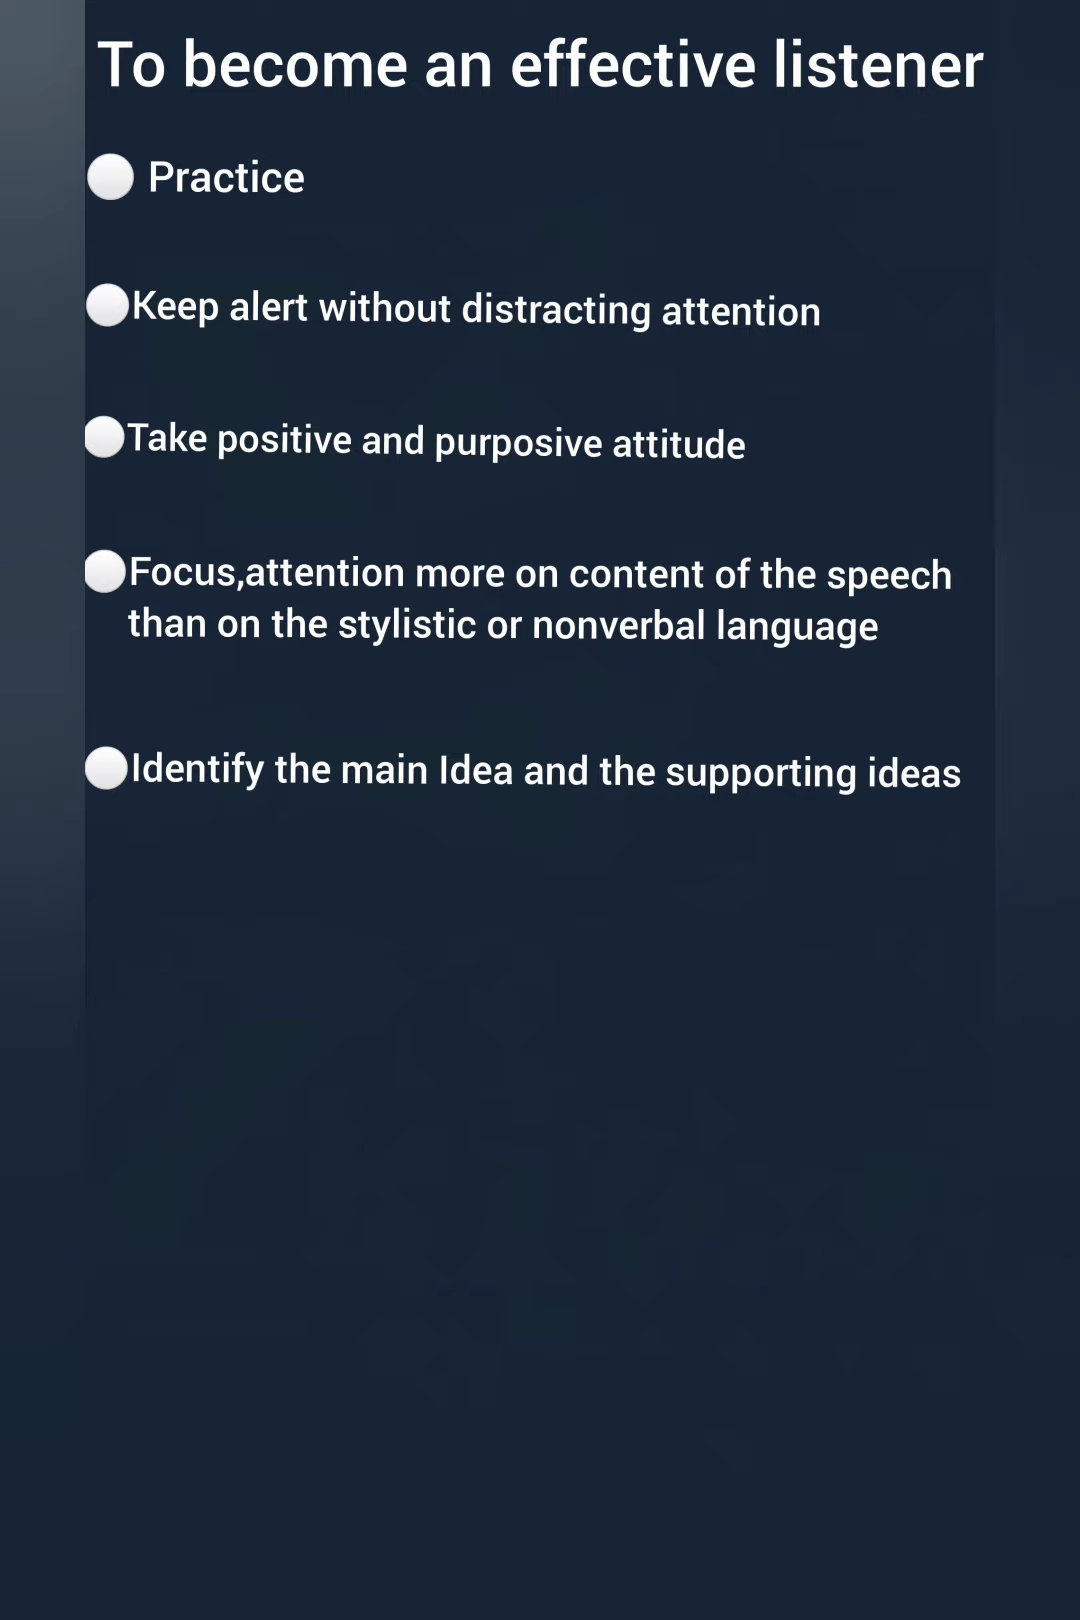 To become an effective listener
Practice
Keep alert without distracting attention
Take positive and purposive attitude
Focus,attention more on content of the speech
than on the stylistic or nonverbal language
Identify the main Idea and the supporting ideas